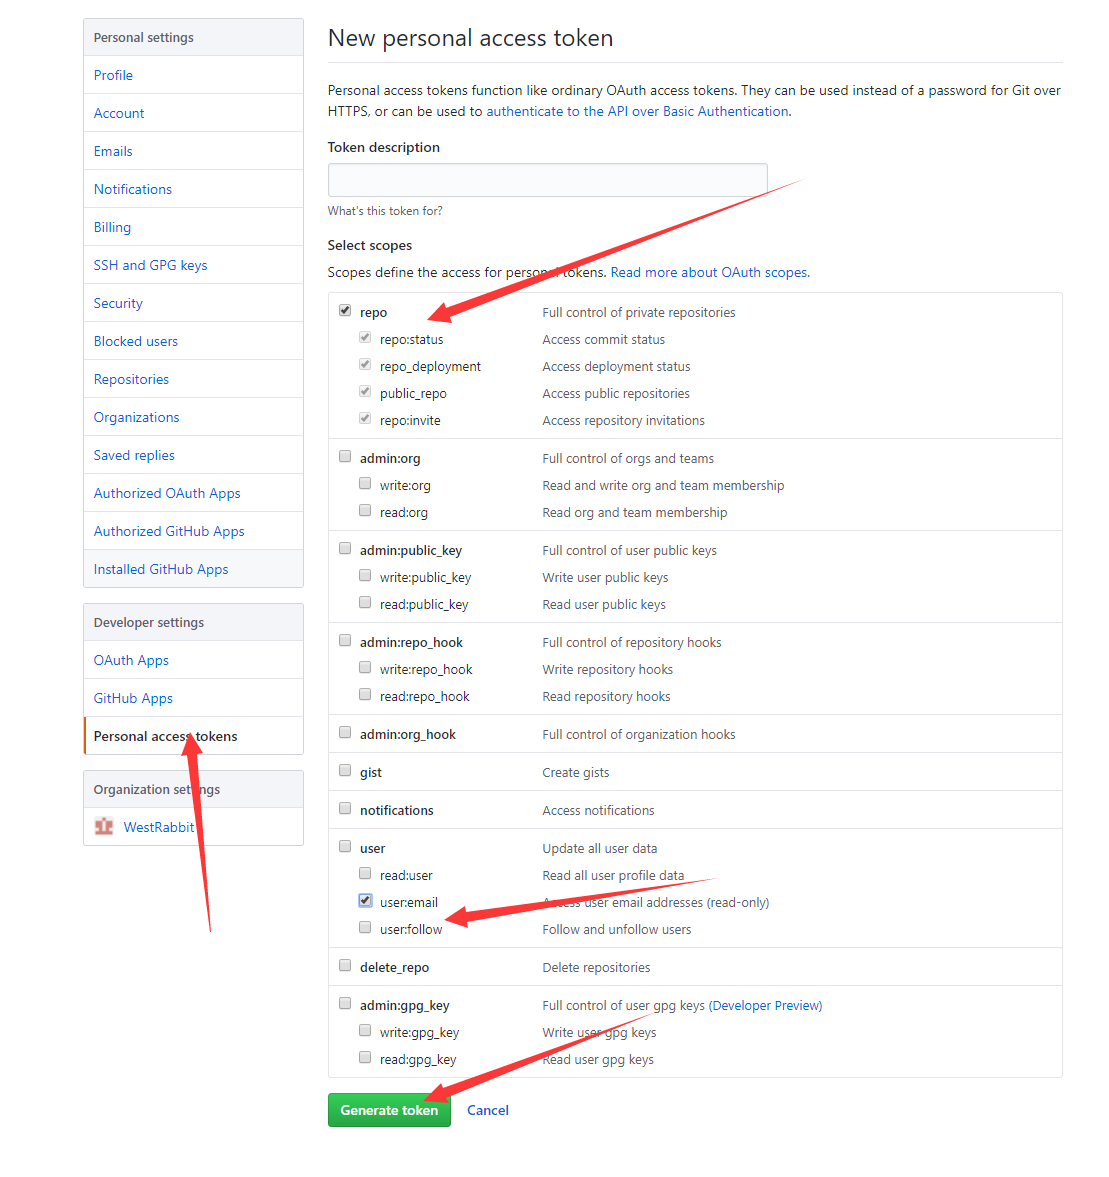 Personal settings
Profile
Account
Emails
Notifications
Billing
SSH and GPG keys
Security
Blocked users
Repositories
Organizations
Saved replies
Authorized OAuth Apps
Authorized GitHub Apps
Installed GitHub Apps
Developer settings
OAuth Apps
GitHub Apps
Personal access tokens
Organization settings
WestRabbit
New personal access token
Personal access tokens function like ordinary OAuth access tokens. They can be used instead of a password for Git over
HTTPS, or can be used to authenticate to the API over Basic Authentication.
Token description
What's this token for?
Select scopes
Scopes define the access for personal tokens. Read more about OAuth scopes.
repo Full control of private repositories
repo:status Access commit status
repo_deployment Access deployment status
public_repo Access public repositories
repo:invite Access repository invitations
admin:org Full control of orgs and teams
write:org Read and write org and team membership
read:org Read org and team membership
admin:public_key Full control of user public keys
write:public_key Write user public keys
read:public_key Read user public keys
admin:repo_hook Full control of repository hooks
write:repo_hook Write repository hooks
read:repo_hook Read repository hooks
admin:org_hook Full control of organization hooks
gist Create gists
notifications Access notifications
user Update all user data
read:user Read all user profile data
user:email Access user email addresses (read-only)
user:follow Follow and unfollow users
delete_repo Delete repositories
admin:gpg_key Full control of user gpg keys (Developer Preview)
write:gpg_key Write user gpg keys
read:gpg_key Read user gpg keys
Generate token Cancel